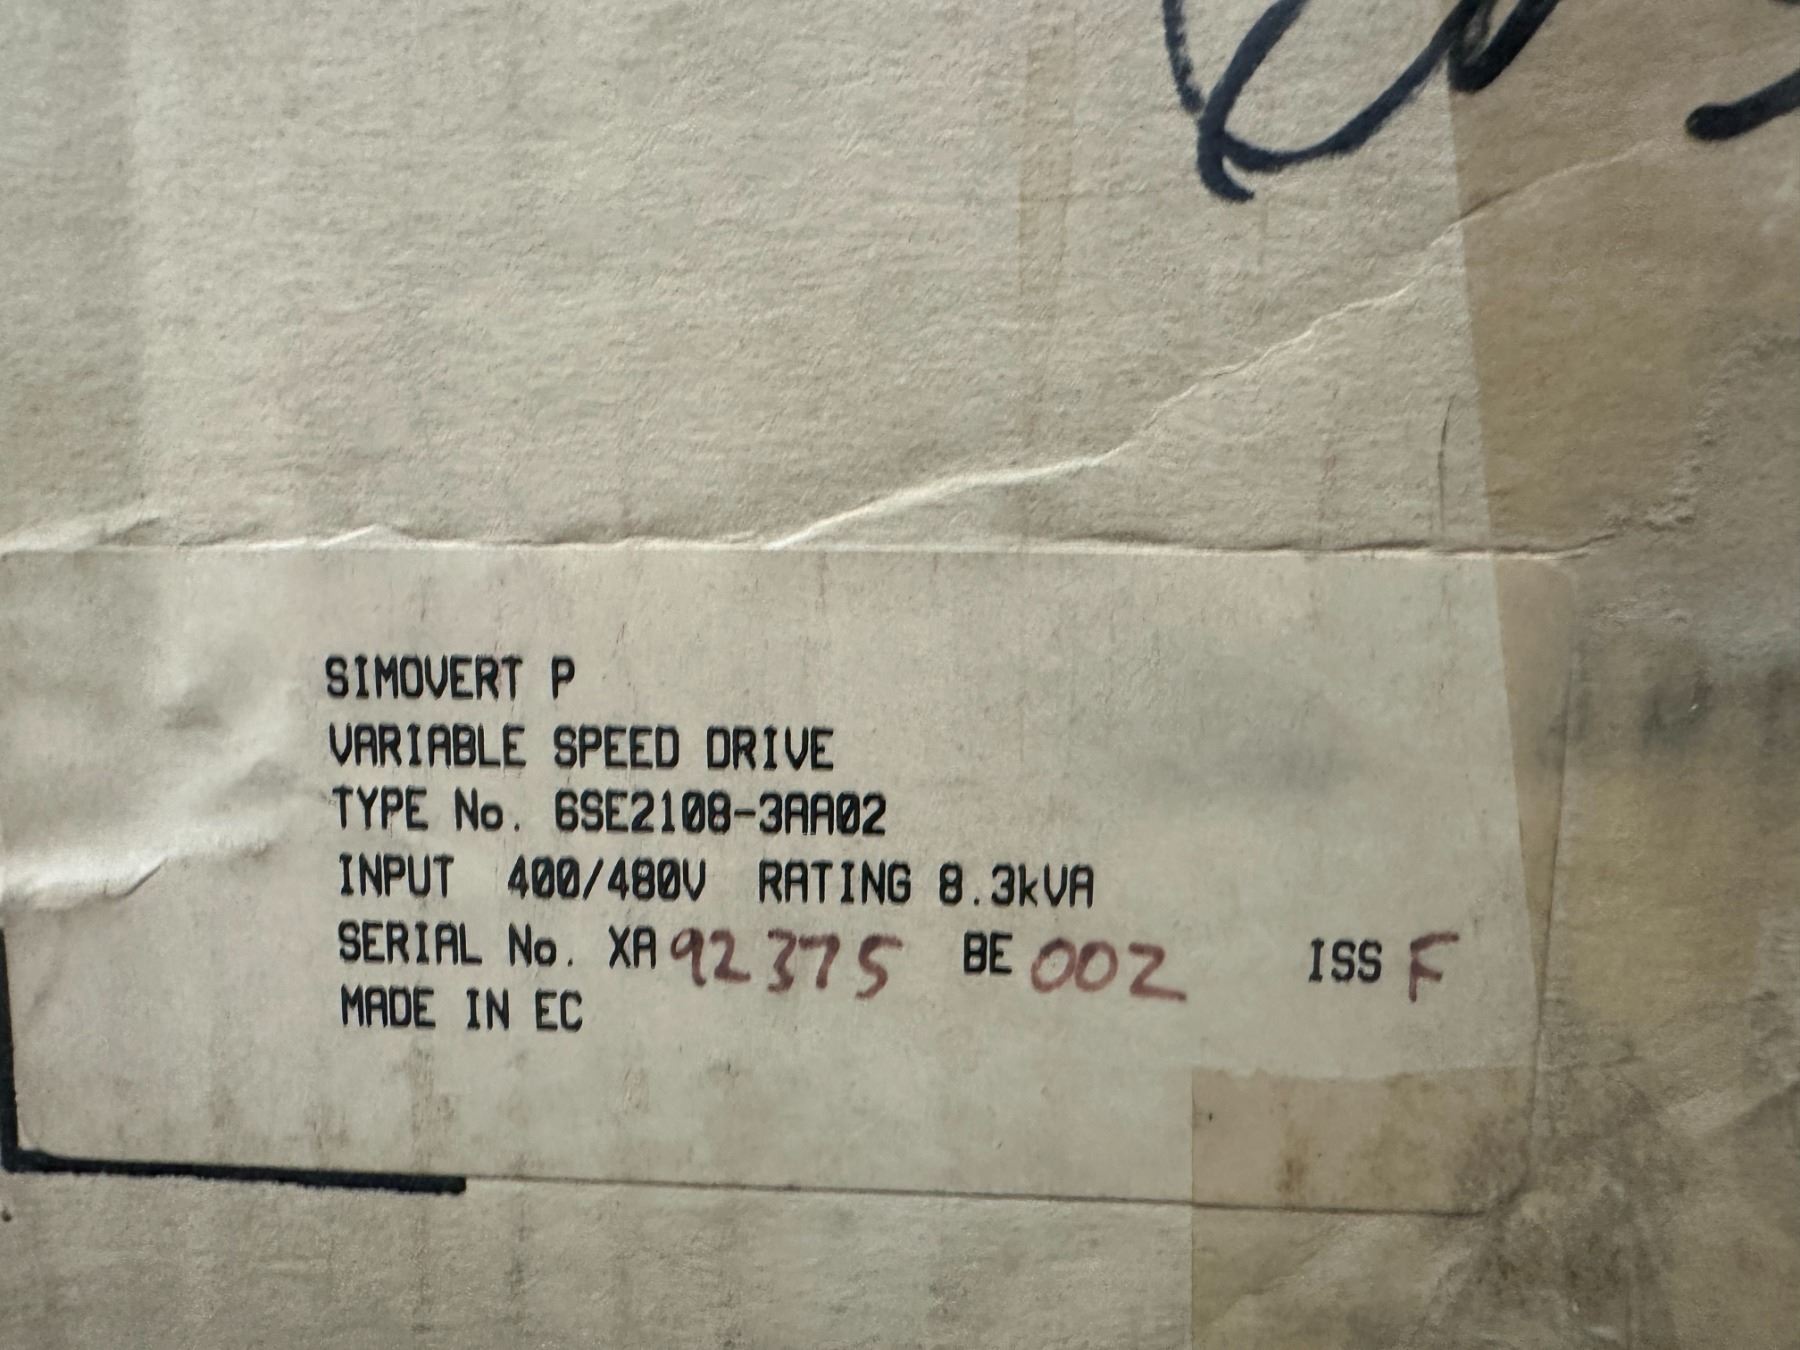 SIMOVERT P
VARIABLE SPEED DRIVE
TYPE No. 6SE2108-3AA02
INPUT 400/480V RATING 8.3kVA
SERIAL No. XA 92375 BE 002 ISS F
MADE IN EC